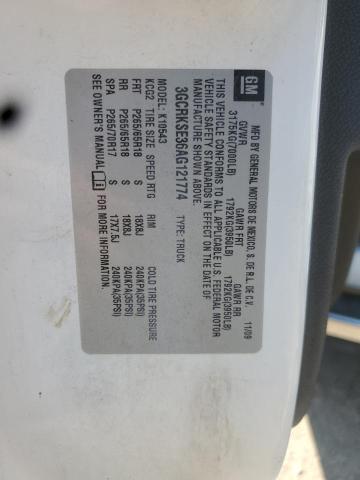 GM
MFD BY GENERAL MOTORS DE MEXICO, S. DE R.L. DE C.V. 11/09
GVWR GAWR FRT GAWR RR
3175KG(7000LB) 1792KG(3950LB) 1792KG(3950LB)
THIS VEHICLE CONFORMS TO ALL APPLICABLE U.S. FEDERAL MOTOR
VEHICLE SAFETY STANDARDS IN EFFECT ON THE DATE OF
MANUFACTURE SHOWN ABOVE.
3GCRKSE36AG121774 TYPE: TRUCK
MODEL: K10543
KCG2 TIRE SIZE SPEED RTG RIM COLD TIRE PRESSURE
FRT P265/65R18 S 18X8J 240KPA(35PSI)
RR P265/65R18 S 18X8J 240KPA(35PSI)
SPA P265/70R17 S 17X7.5J 240KPA(35PSI)
SEE OWNER'S MANUAL FOR MORE INFORMATION.